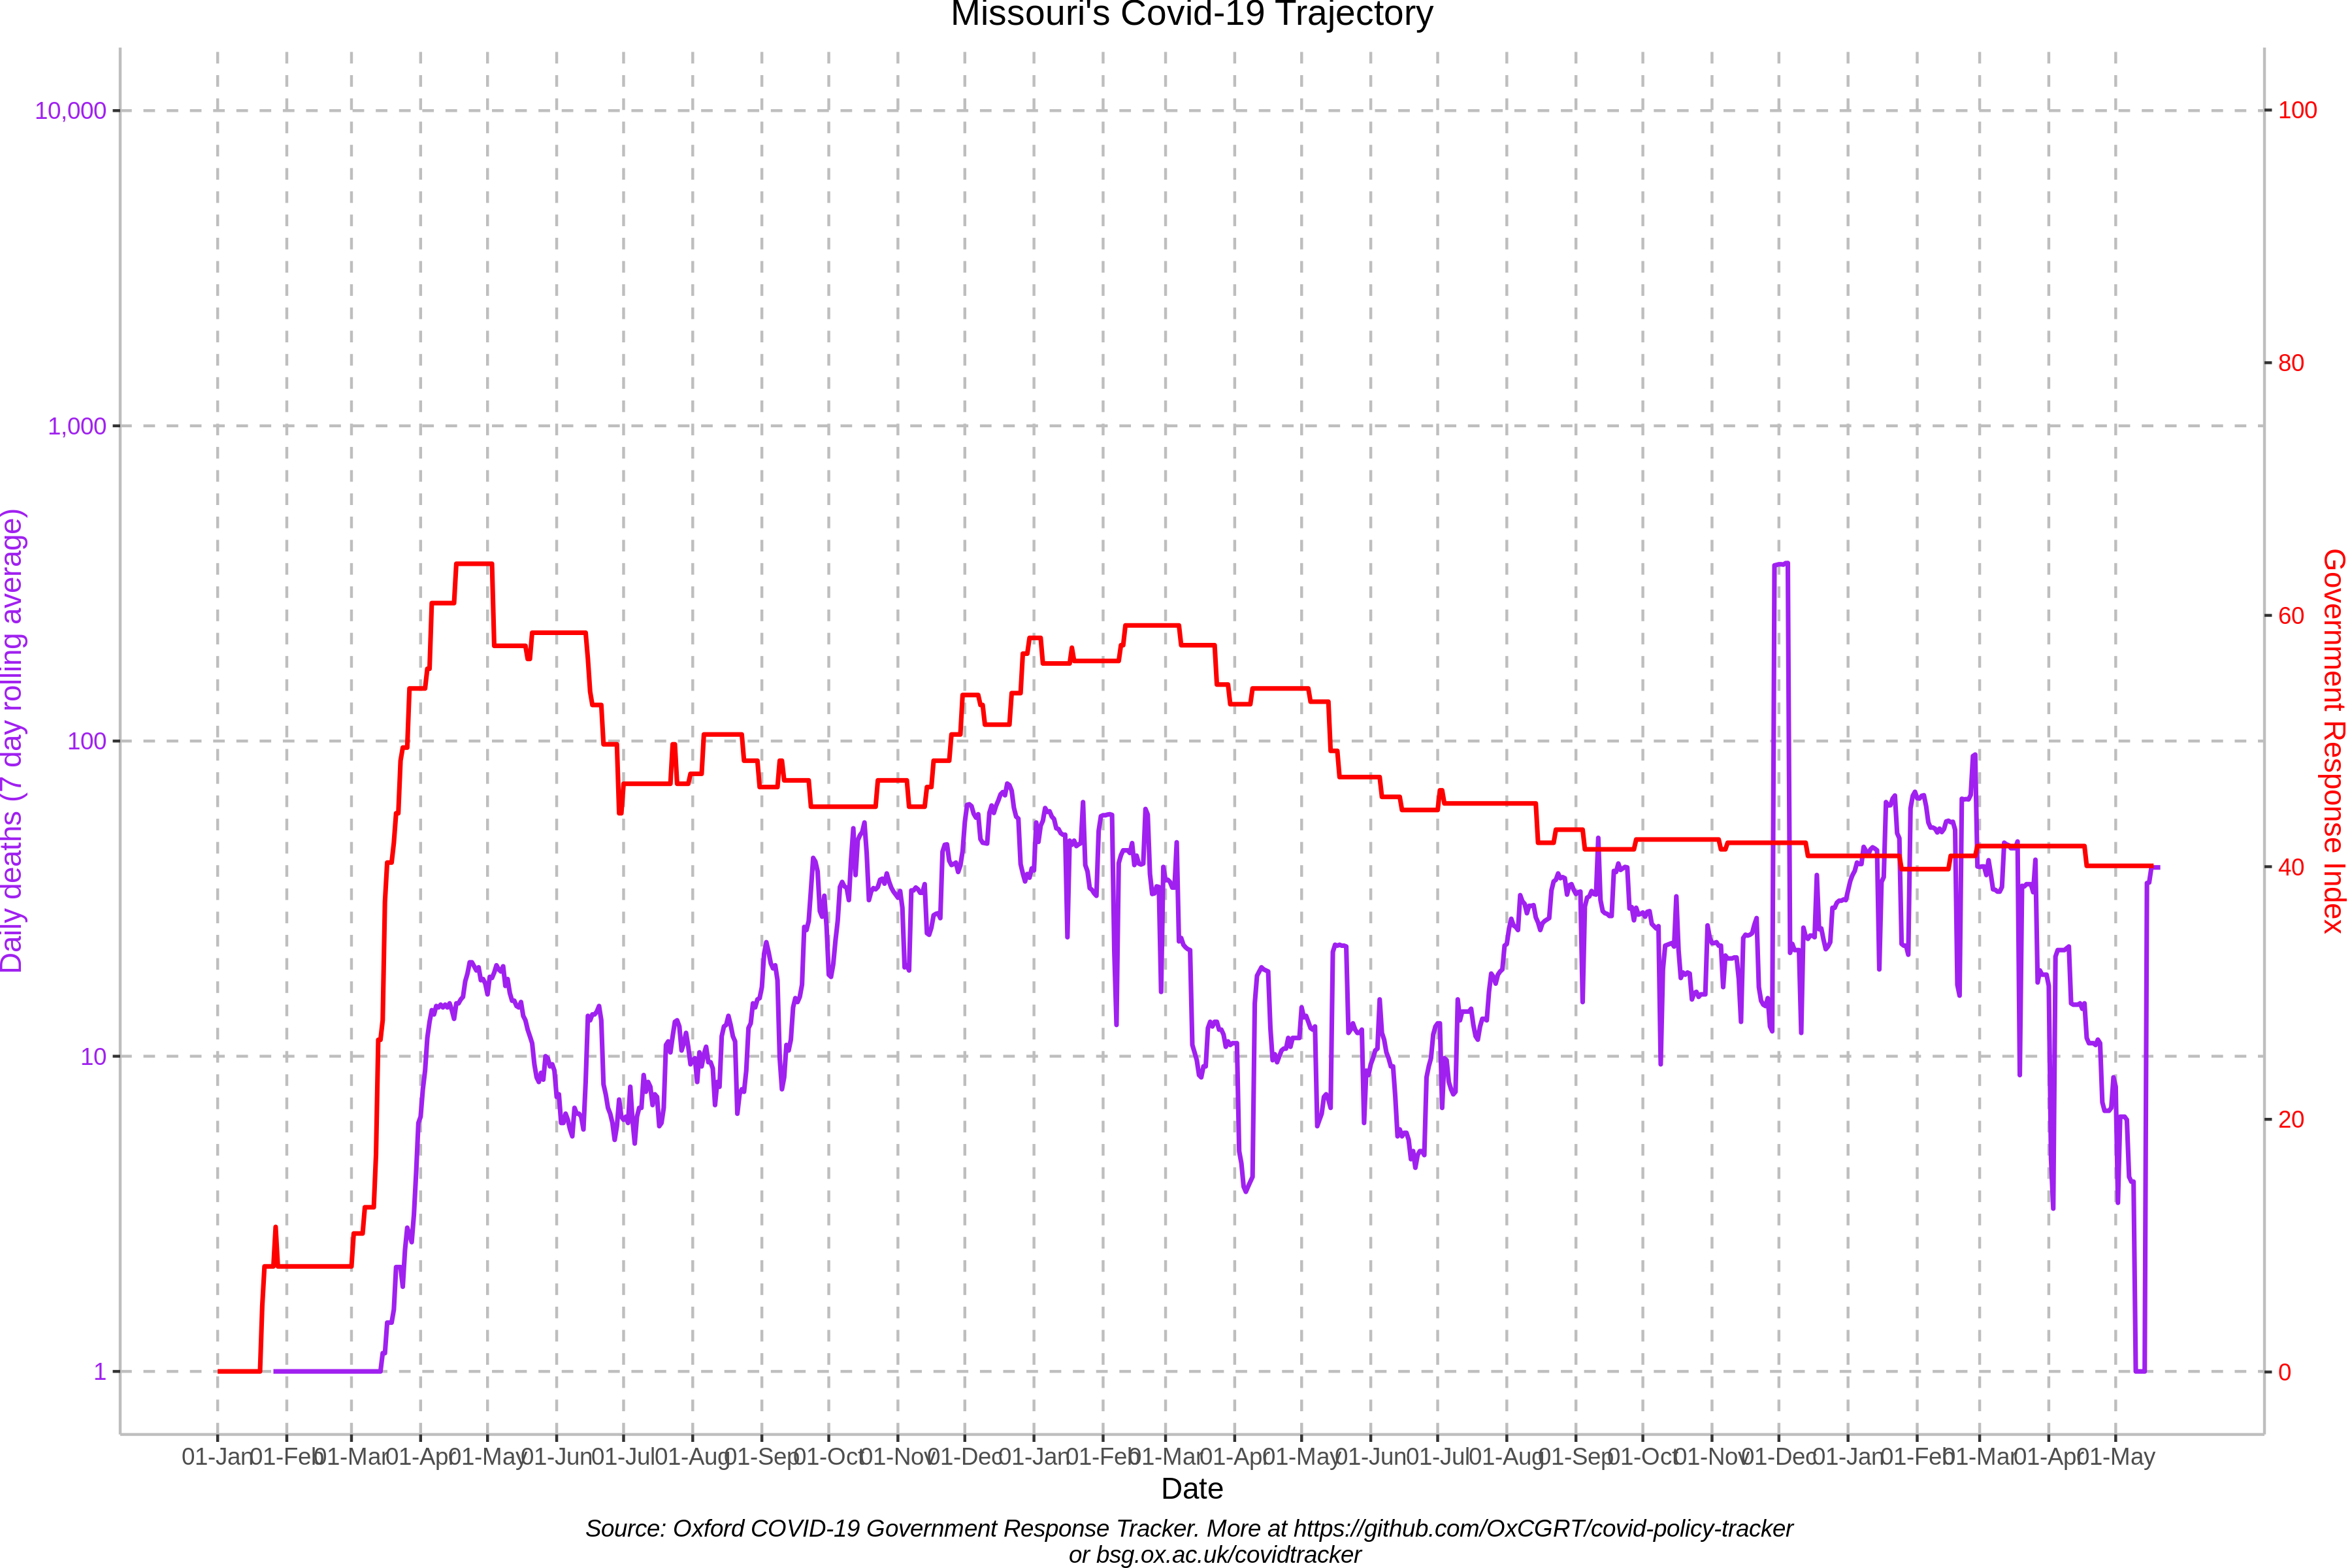 Missouri's Covid-19 Trajectory
10,000
1,000
100
10
1
Daily deaths (7 day rolling average)
100
80
60
40
20
0
Government Response Index
01-Jan 01-Feb 01-Mar 01-Apr 01-May 01-Jun 01-Jul 01-Aug 01-Sep 01-Oct 01-Nov 01-Dec 01-Jan 01-Feb 01-Mar 01-Apr 01-May 01-Jun 01-Jul 01-Aug 01-Sep 01-Oct 01-Nov 01-Dec 01-Jan 01-Feb 01-Mar 01-Apr 01-May
Date
Source: Oxford COVID-19 Government Response Tracker. More at https://github.com/OxCGRT/covid-policy-tracker
or bsg.ox.ac.uk/covidtracker